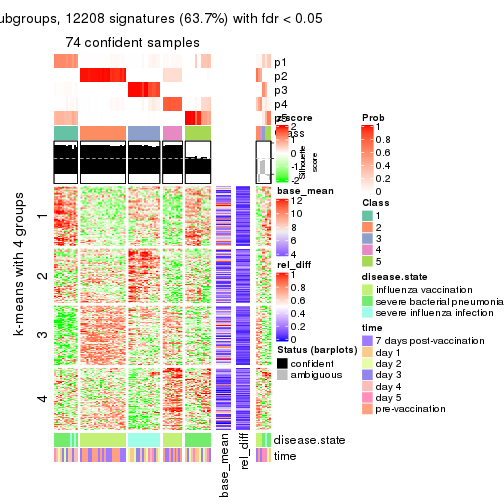 ubgroups, 12208 signatures (63.7%) with fdr < 0.05
74 confident samples
p1
p2
p3
p4
z-score
2
1
0
-1
-2
Silhouette
score
base_mean
12
10
8
6
4
rel_diff
1
0.8
0.6
0.4
0.2
0
Status (barplots)
confident
ambiguous
Prob
1
0.8
0.6
0.4
0.2
0
Class
1
2
3
4
5
disease.state
influenza vaccination
severe bacterial pneumonia
severe influenza infection
time
7 days post-vaccination
day 1
day 2
day 3
day 4
day 5
pre-vaccination
k-means with 4 groups
1
2
3
4
disease.state
time
base_mean
rel_diff